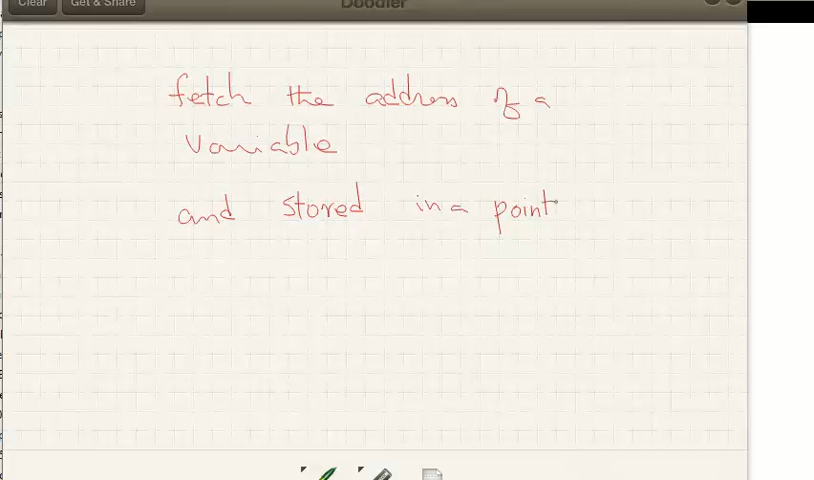 Clear Get & Share Doodler
fetch the address of a
variable
and stored in a point